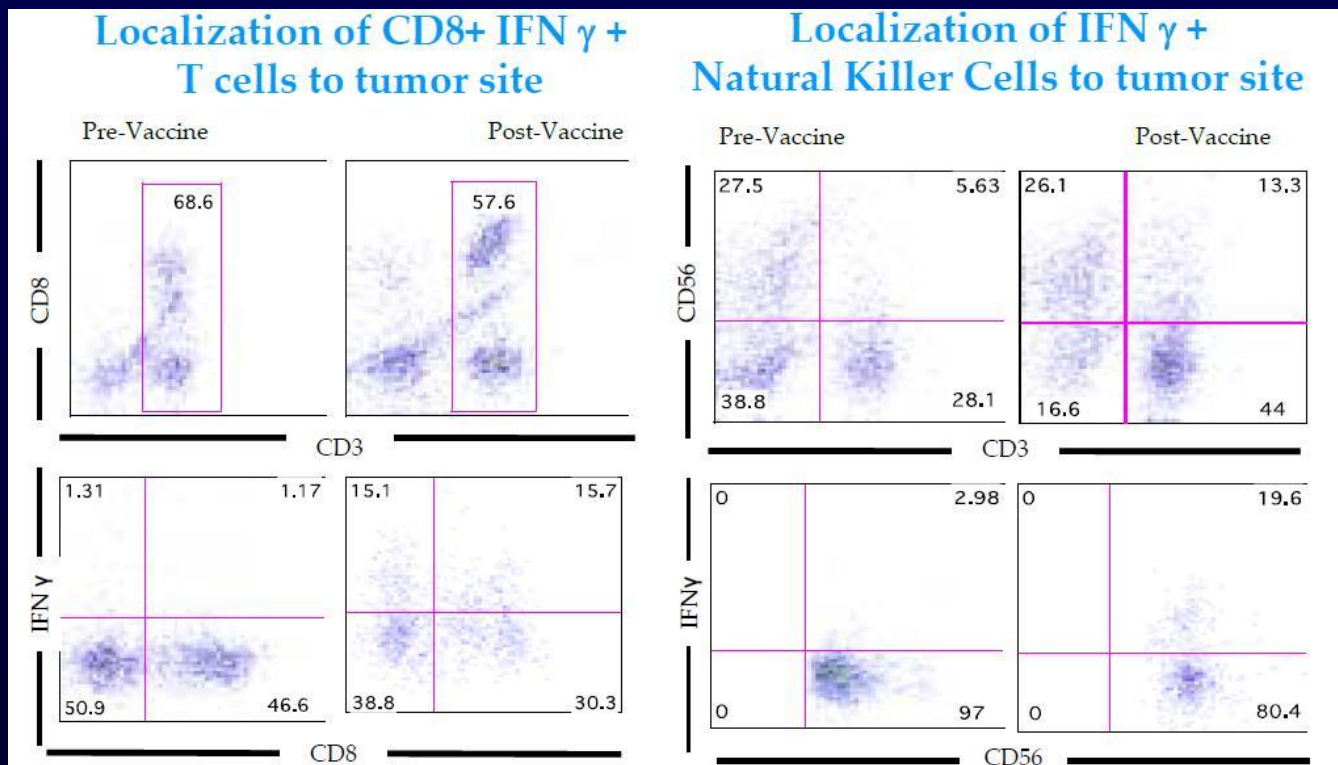 Localization of CD8+ IFN γ +
T cells to tumor site
Pre-Vaccine Post-Vaccine
68.6
57.6
CD8
CD3
1.31 1.17
15.1 15.7
IFN γ
50.9 46.6
38.8 30.3
CD8
Localization of IFN γ +
Natural Killer Cells to tumor site
Pre-Vaccine Post-Vaccine
27.5 5.63
26.1 13.3
CD56
38.8 28.1
16.6 44
CD3
0 2.98
0 19.6
IFNγ
0 97
0 80.4
CD56